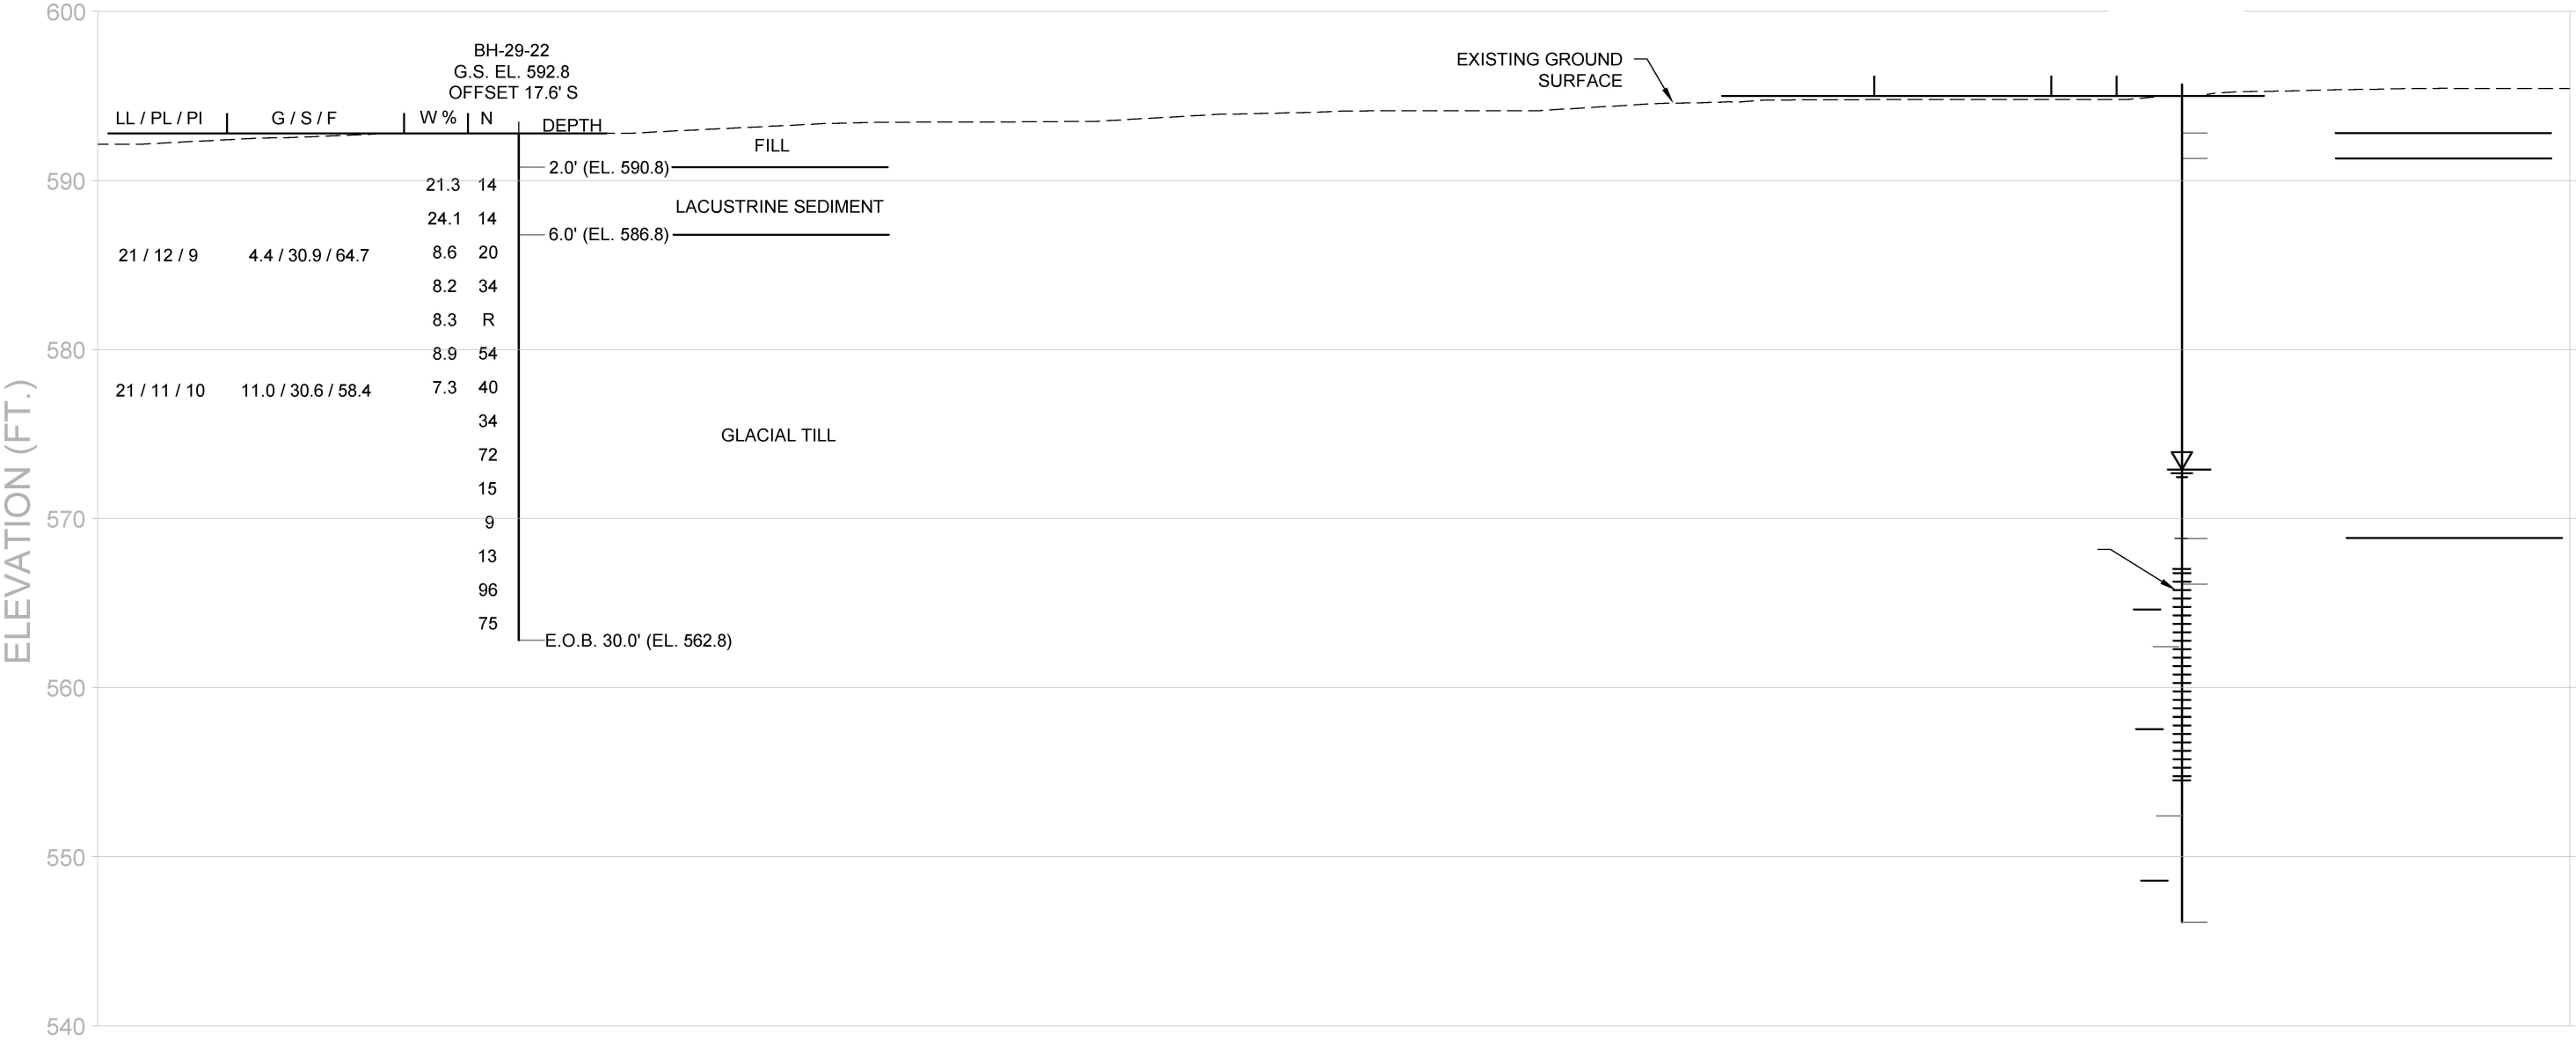 600
BH-29-22
G.S. EL. 592.8
OFFSET 17.6' S
EXISTING GROUND
SURFACE
LL / PL / PI G / S / F W % N DEPTH
FILL
2.0' (EL. 590.8)
590
21.3 14
LACUSTRINE SEDIMENT
24.1 14
6.0' (EL. 586.8)
21 / 12 / 9 4.4 / 30.9 / 64.7 8.6 20
8.2 34
8.3 R
580
8.9 54
21 / 11 / 10 11.0 / 30.6 / 58.4 7.3 40
34
GLACIAL TILL
72
15
570
9
13
96
75
E.O.B. 30.0' (EL. 562.8)
560
550
540
ELEVATION (FT.)